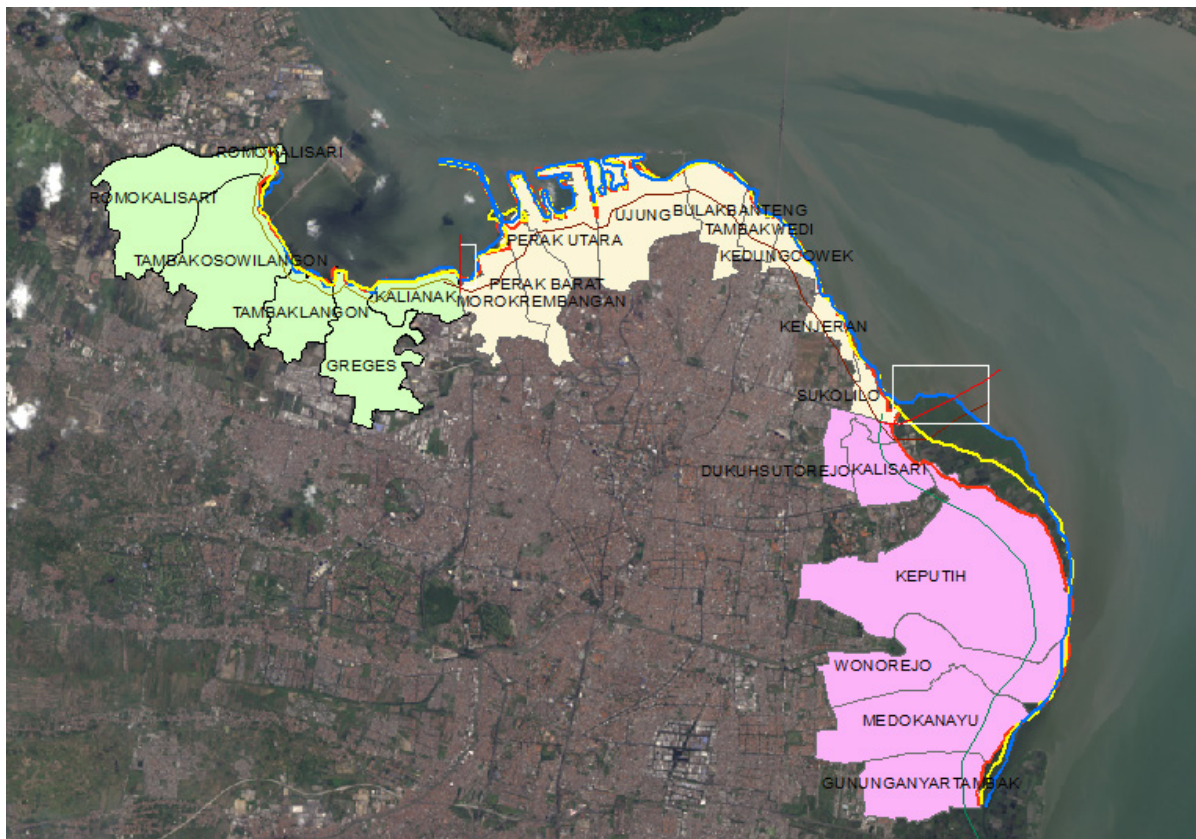 ROMOKALISARI
ROMOKALISARI
TAMBAKOSOWILANGON
TAMBAKLANGON
KALIANAK
GREGES
PERAK UTARA
PERAK BARAT
MOROKREMBANGAN
UJUNG
BULAKBANTENG
TAMBAKWEDI
KEDUNGCOWEK
KENJERAN
SUKOLILO
DUKUHSUTOREJO
KALISARI
KEPUTIH
WONOREJO
MEDOKANAYU
GUNUNGANYARTAMBAK